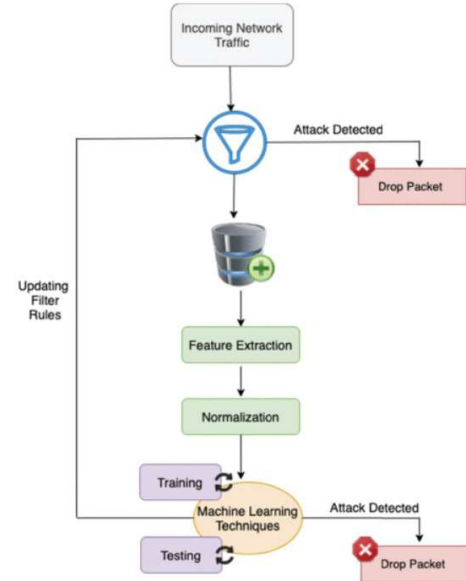 Incoming Network
Traffic
Attack Detected
Drop Packet
Updating
Filter
Rules
Feature Extraction
Normalization
Training
Machine Learning
Techniques
Attack Detected
Testing
Drop Packet